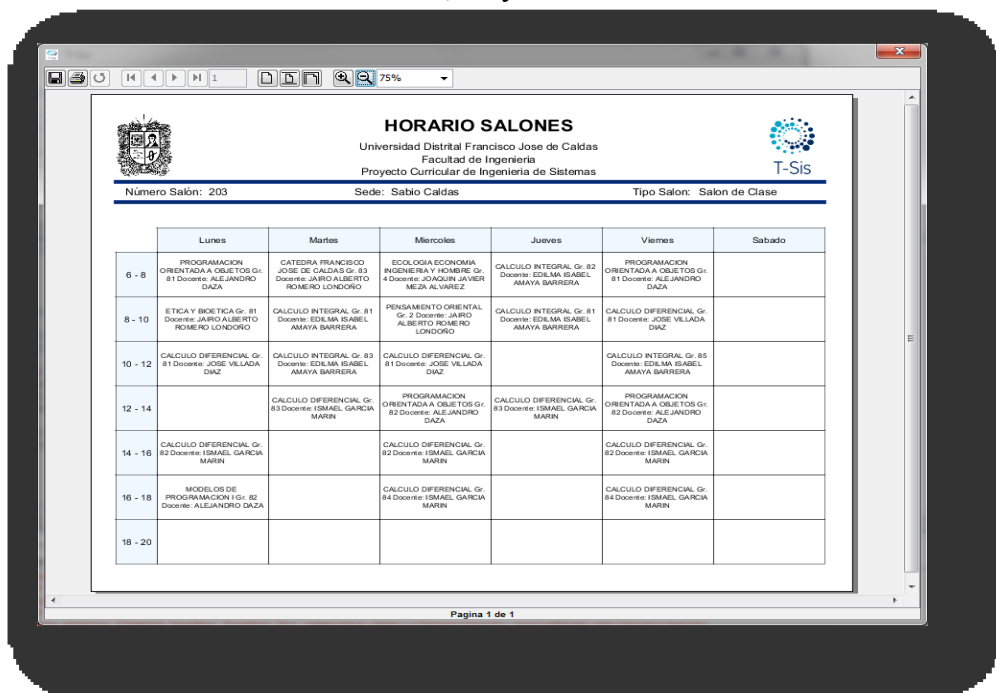 1
75%
HORARIO SALONES
Universidad Distrital Francisco Jose de Caldas
Facultad de Ingenieria
Proyecto Curricular de Ingenieria de Sistemas
T-Sis
Número Salón: 203 Sede: Sabio Caldas Tipo Salon: Salon de Clase
Lunes Martes Miercoles Jueves Viernes Sabado
6 - 8
PROGRAMACION
ORIENTADA A OBJETOS Gr.
81 Docente: ALEJANDRO
DAZA
CATEDRA FRANCISCO
JOSE DE CALDAS Gr. 83
Docente: JAIRO ALBERTO
ROMERO LONDOÑO
ECOLOGIA ECONOMIA
INGENIERIA Y HOMBRE Gr.
4 Docente: JOAQUIN JAVIER
MEZA ALVAREZ
CALCULO INTEGRAL Gr. 82
Docente: EDILMA ISABEL
AMAYA BARRERA
PROGRAMACION
ORIENTADA A OBJETOS Gr.
81 Docente: ALEJANDRO
DAZA
8 - 10
ETICA Y BIOETICA Gr. 81
Docente: JAIRO ALBERTO
ROMERO LONDOÑO
CALCULO INTEGRAL Gr. 81
Docente: EDILMA ISABEL
AMAYA BARRERA
PENSAMIENTO ORIENTAL
Gr. 2 Docente: JAIRO
ALBERTO ROMERO
LONDOÑO
CALCULO INTEGRAL Gr. 81
Docente: EDILMA ISABEL
AMAYA BARRERA
CALCULO DIFERENCIAL Gr.
81 Docente: JOSE VILLADA
DIAZ
10 - 12
CALCULO DIFERENCIAL Gr.
81 Docente: JOSE VILLADA
DIAZ
CALCULO INTEGRAL Gr. 83
Docente: EDILMA ISABEL
AMAYA BARRERA
CALCULO DIFERENCIAL Gr.
81 Docente: JOSE VILLADA
DIAZ
CALCULO INTEGRAL Gr. 85
Docente: EDILMA ISABEL
AMAYA BARRERA
12 - 14
CALCULO DIFERENCIAL Gr.
83 Docente: ISMAEL GARCIA
MARIN
PROGRAMACION
ORIENTADA A OBJETOS Gr.
82 Docente: ALEJANDRO
DAZA
CALCULO DIFERENCIAL Gr.
83 Docente: ISMAEL GARCIA
MARIN
PROGRAMACION
ORIENTADA A OBJETOS Gr.
82 Docente: ALEJANDRO
DAZA
14 - 16
CALCULO DIFERENCIAL Gr.
82 Docente: ISMAEL GARCIA
MARIN
CALCULO DIFERENCIAL Gr.
82 Docente: ISMAEL GARCIA
MARIN
CALCULO DIFERENCIAL Gr.
82 Docente: ISMAEL GARCIA
MARIN
16 - 18
MODELOS DE
PROGRAMACION I Gr. 82
Docente: ALEJANDRO DAZA
CALCULO DIFERENCIAL Gr.
84 Docente: ISMAEL GARCIA
MARIN
CALCULO DIFERENCIAL Gr.
84 Docente: ISMAEL GARCIA
MARIN
18 - 20
Pagina 1 de 1